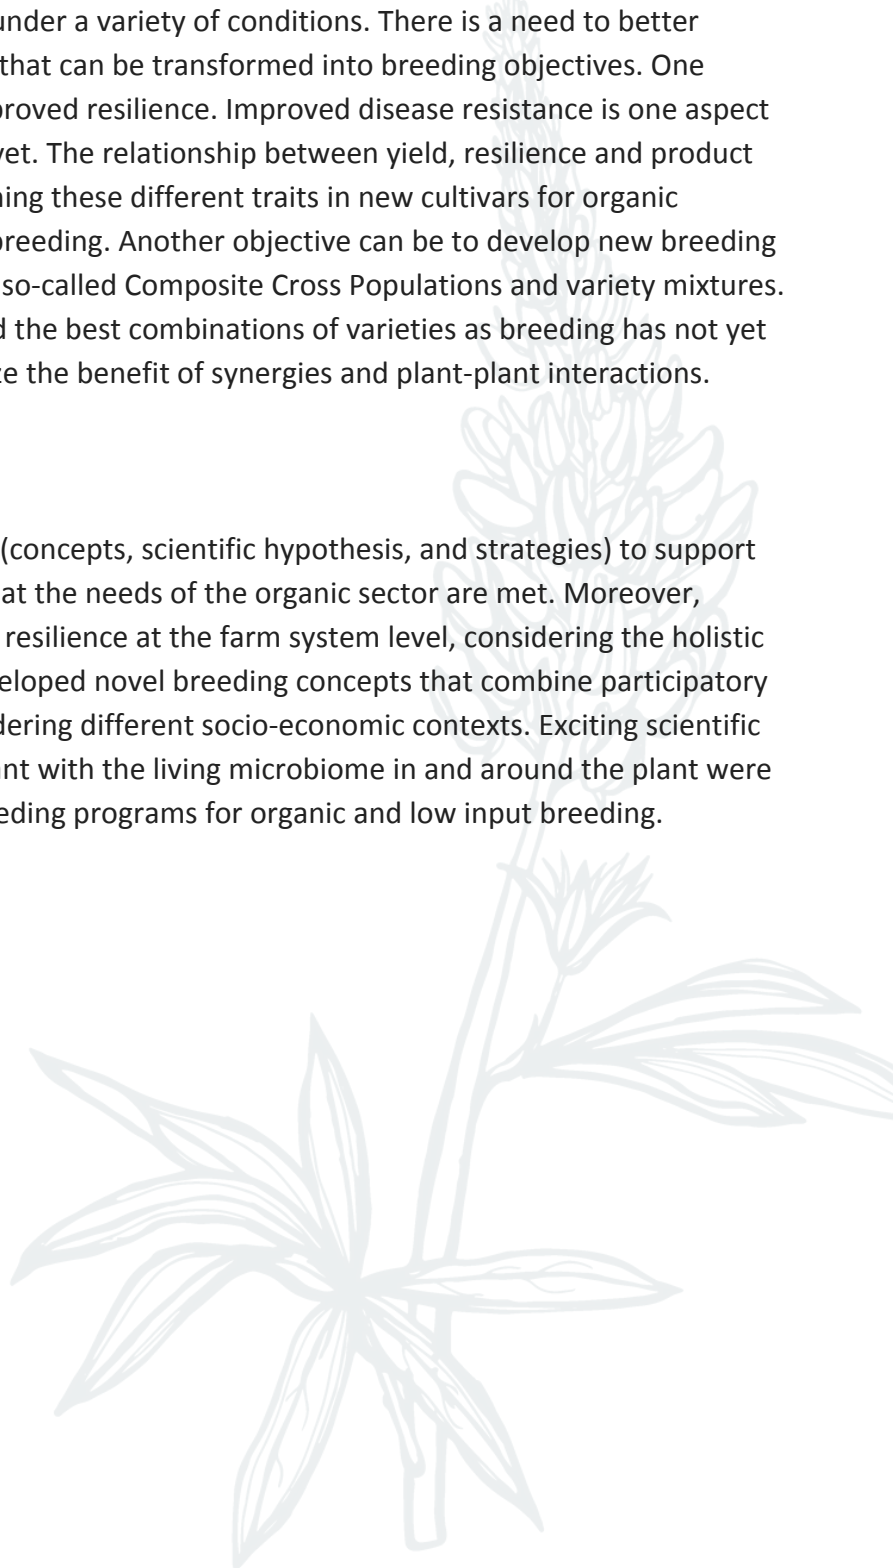 under a variety of conditions. There is a need to better
that can be transformed into breeding objectives. One
proved resilience. Improved disease resistance is one aspect
yet. The relationship between yield, resilience and product
ning these different traits in new cultivars for organic
breeding. Another objective can be to develop new breeding
so-called Composite Cross Populations and variety mixtures.
d the best combinations of varieties as breeding has not yet
ze the benefit of synergies and plant-plant interactions.
(concepts, scientific hypothesis, and strategies) to support
at the needs of the organic sector are met. Moreover,
resilience at the farm system level, considering the holistic
veloped novel breeding concepts that combine participatory
dering different socio-economic contexts. Exciting scientific
ant with the living microbiome in and around the plant were
eeding programs for organic and low input breeding.